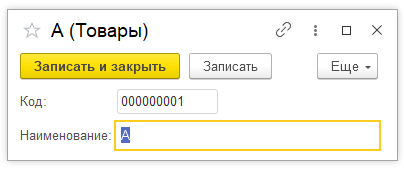 А (Товары)
Записать и закрыть Записать Еще
Код: 000000001
Наименование: А